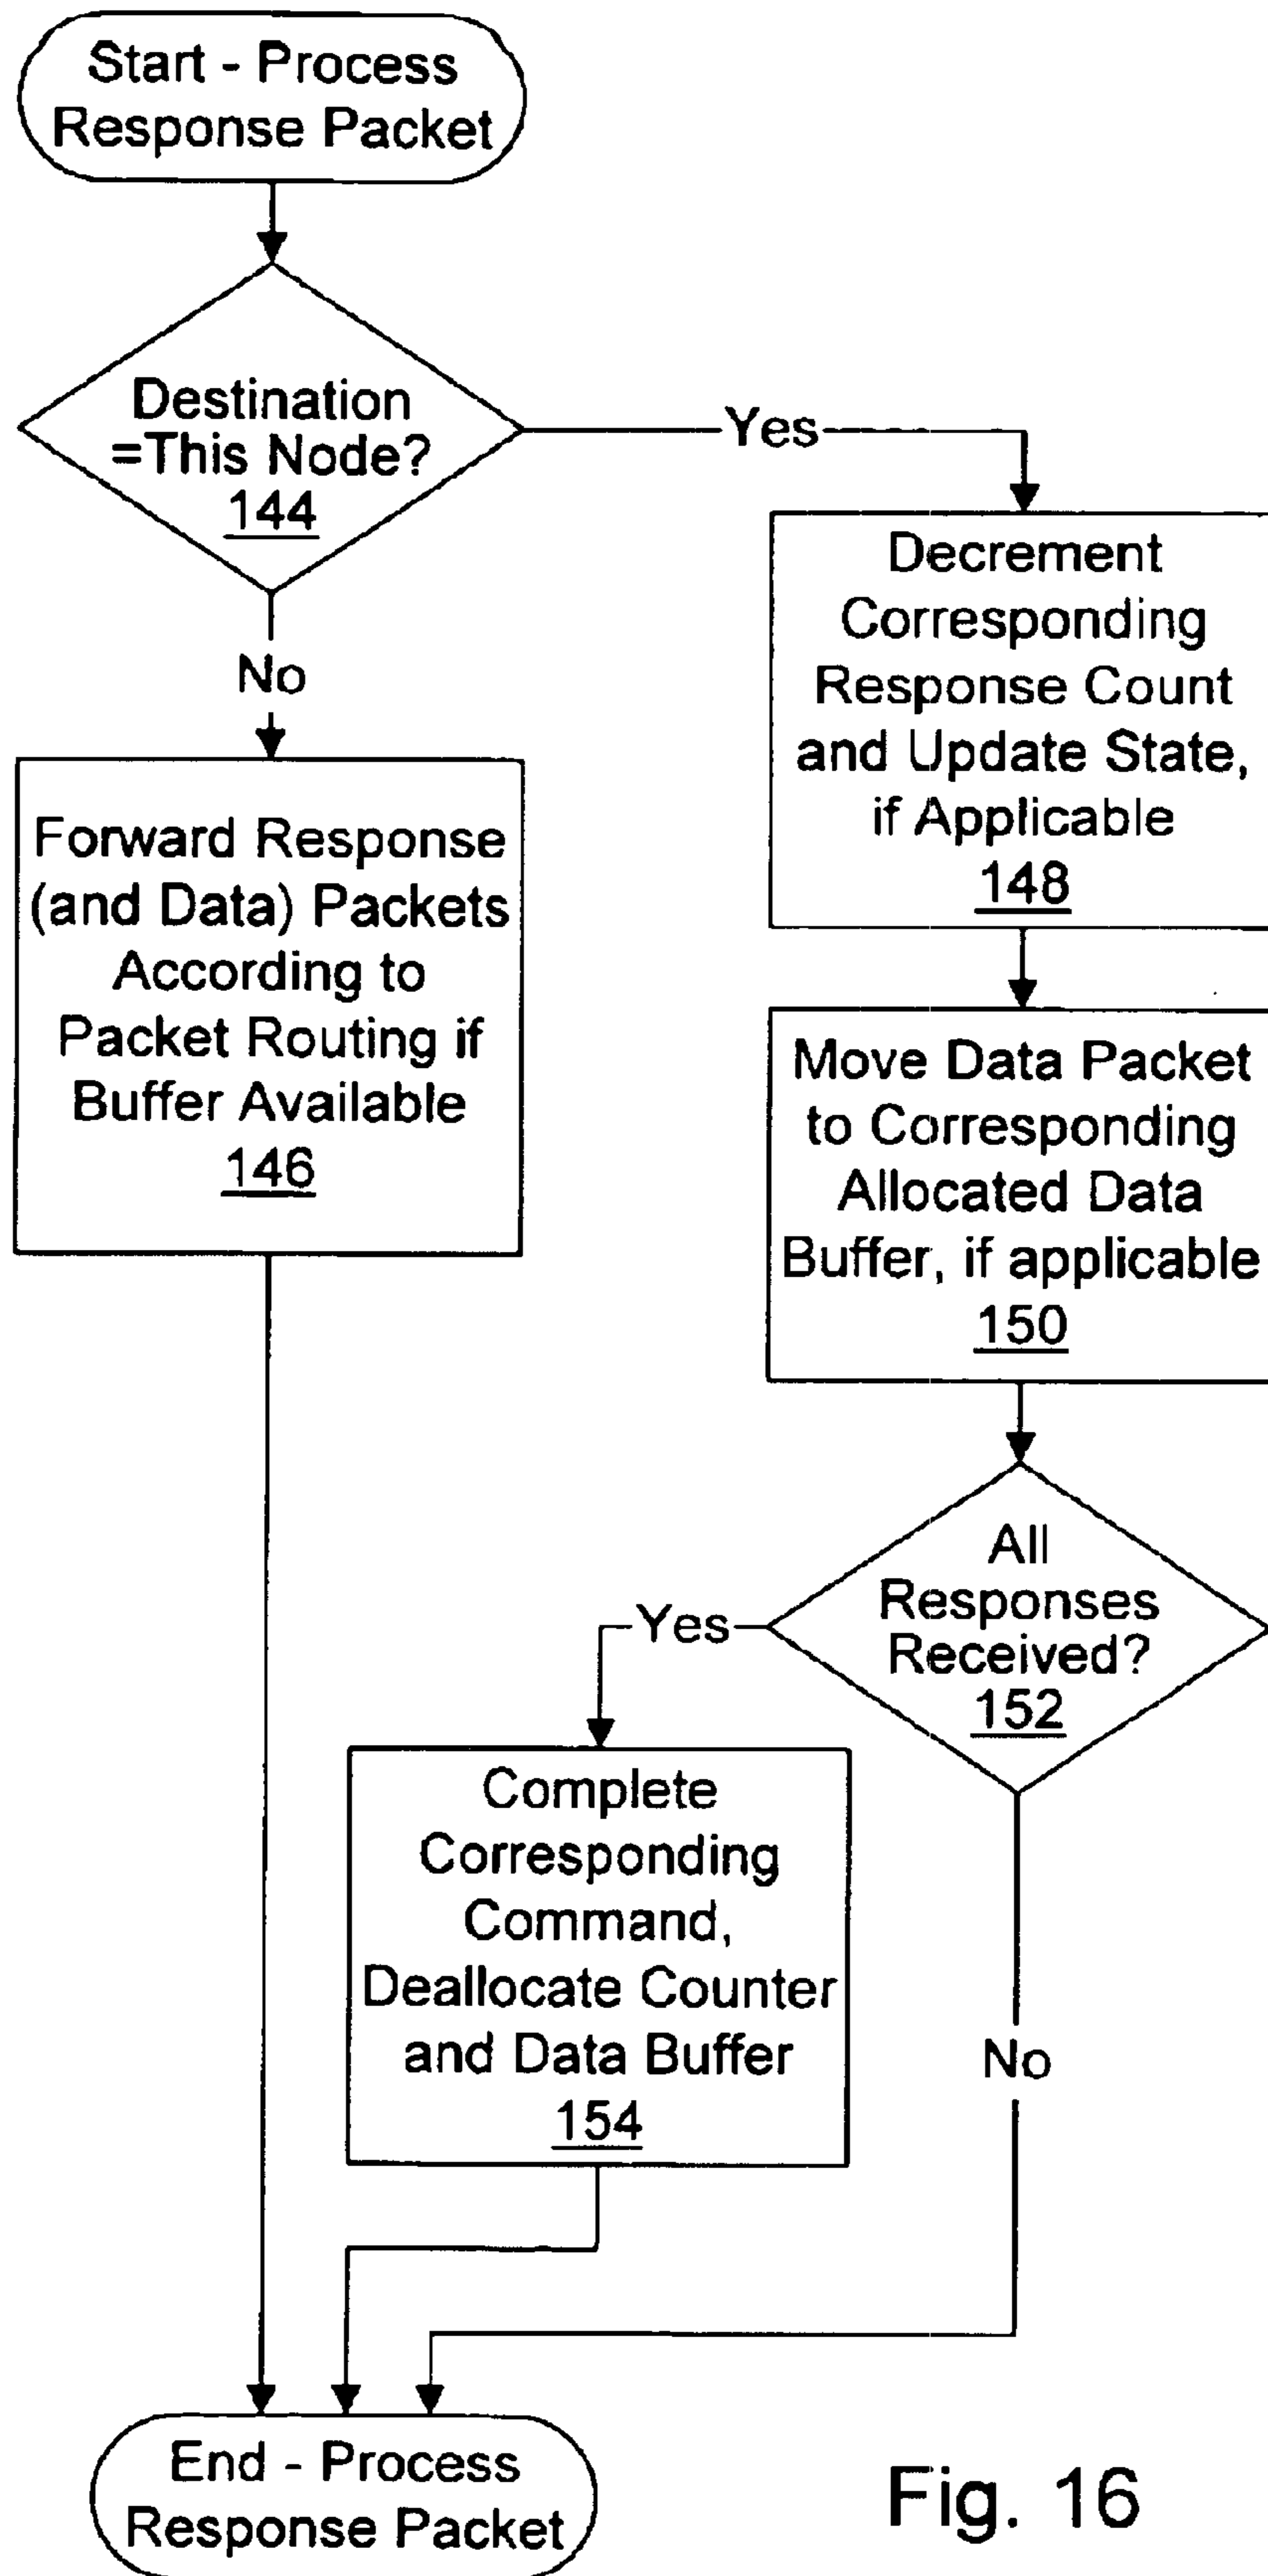 Start - Process
Response Packet
Destination
=This Node?
144
Yes
No
Forward Response
(and Data) Packets
According to
Packet Routing if
Buffer Available
146
Decrement
Corresponding
Response Count
and Update State,
if Applicable
148
Move Data Packet
to Corresponding
Allocated Data
Buffer, if applicable
150
All
Responses
Received?
152
Yes
No
Complete
Corresponding
Command,
Deallocate Counter
and Data Buffer
154
End - Process
Response Packet
Fig. 16